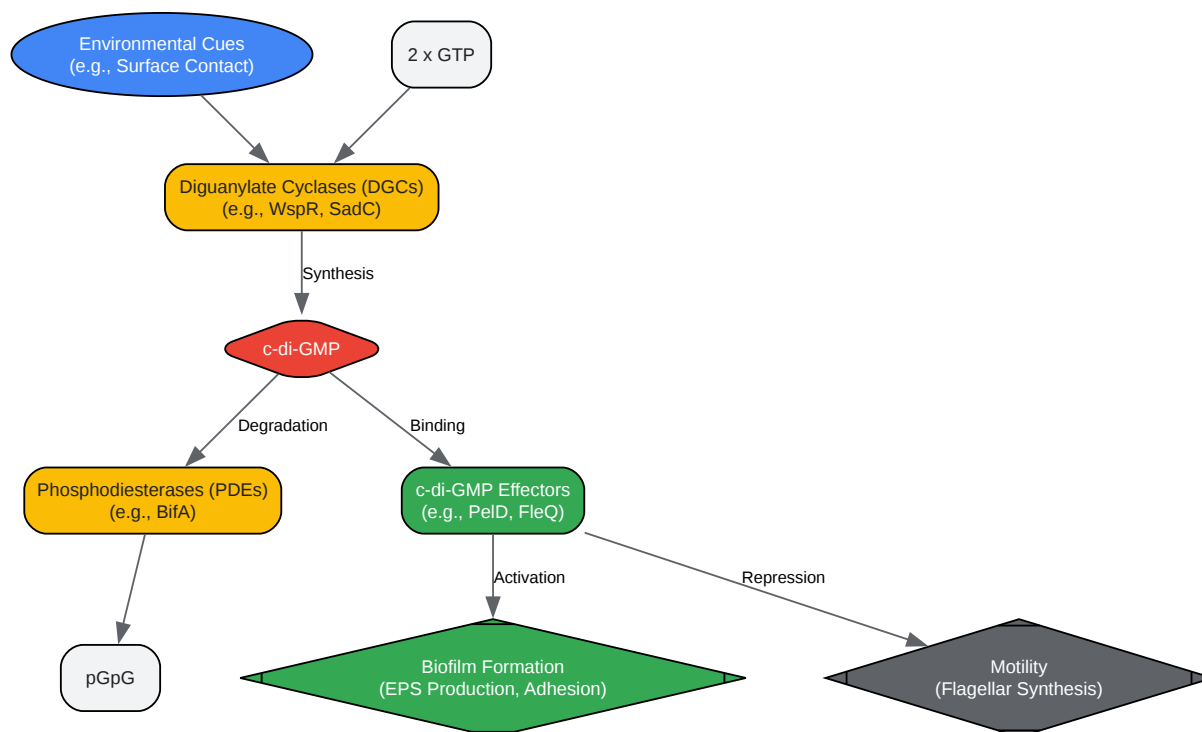 Environmental Cues
(e.g., Surface Contact)
2 x GTP
Diguanylate Cyclases (DGCs)
(e.g., WspR, SadC)
Synthesis
c-di-GMP
Degradation
Binding
Phosphodiesterases (PDEs)
(e.g., BifA)
c-di-GMP Effectors
(e.g., PelD, FleQ)
Activation
Repression
pGpG
Biofilm Formation
(EPS Production, Adhesion)
Motility
(Flagellar Synthesis)